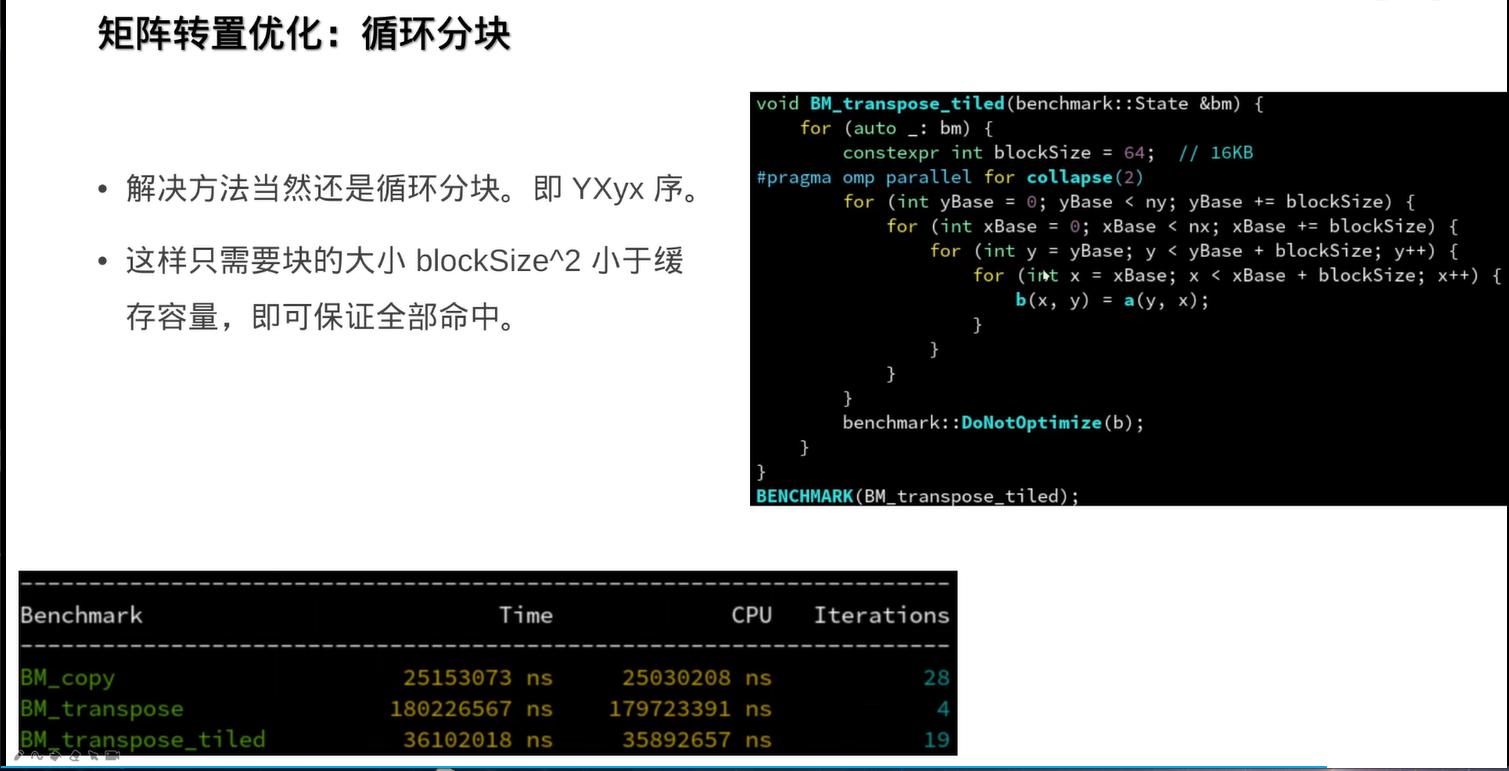 矩阵转置优化：循环分块
• 解决方法当然还是循环分块。即 YXyx 序。
• 这样只需要块的大小 blockSize^2 小于缓
存容量，即可保证全部命中。
void BM_transpose_tiled(benchmark::State &bm) {
    for (auto _: bm) {
        constexpr int blockSize = 64;  // 16KB
#pragma omp parallel for collapse(2)
        for (int yBase = 0; yBase < ny; yBase += blockSize) {
            for (int xBase = 0; xBase < nx; xBase += blockSize) {
                for (int y = yBase; y < yBase + blockSize; y++) {
                    for (int x = xBase; x < xBase + blockSize; x++) {
                        b(x, y) = a(y, x);
                    }
                }
            }
        }
        benchmark::DoNotOptimize(b);
    }
}
BENCHMARK(BM_transpose_tiled);
---------------------------------------------------------------------
Benchmark                           Time             CPU   Iterations
---------------------------------------------------------------------
BM_copy                      25153073 ns     25030208 ns           28
BM_transpose                180226567 ns    179723391 ns            4
BM_transpose_tiled           36102018 ns     35892657 ns           19